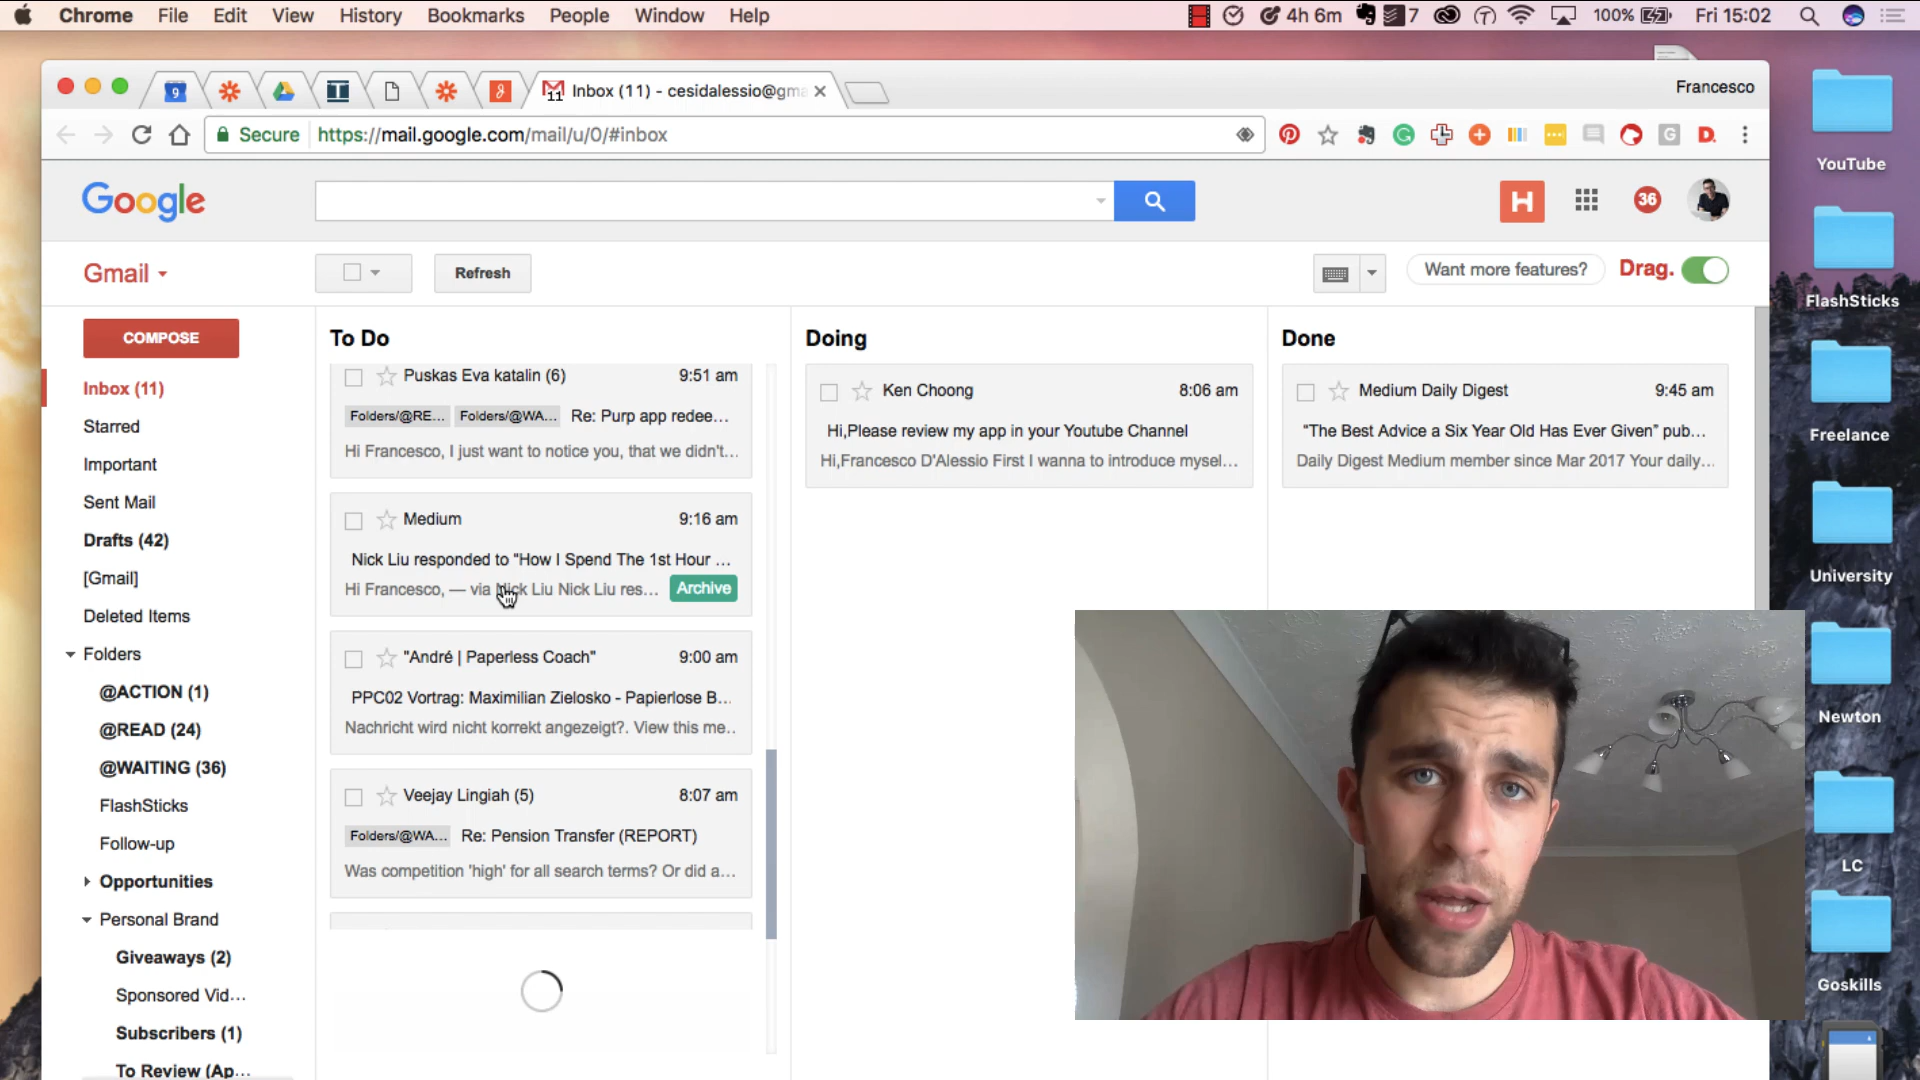 Chrome File Edit View History Bookmarks People Window Help 4h 6m 7 100% Fri 15:02
9 Inbox (11) - cesidalessio@gma Francesco
Secure https://mail.google.com/mail/u/0/#inbox
Google
H 36
Gmail Refresh Want more features? Drag.
COMPOSE
Inbox (11)
Starred
Important
Sent Mail
Drafts (42)
[Gmail]
Deleted Items
Folders
@ACTION (1)
@READ (24)
@WAITING (36)
FlashSticks
Follow-up
Opportunities
Personal Brand
Giveaways (2)
Sponsored Vid…
Subscribers (1)
To Review (Ap…
To Do
Puskas Eva katalin (6) 9:51 am
Folders/@RE... Folders/@WA... Re: Purp app redee...
Hi Francesco, I just want to notice you, that we didn't...
Medium 9:16 am
Nick Liu responded to "How I Spend The 1st Hour ...
Hi Francesco, — via Nick Liu Nick Liu res... Archive
"André | Paperless Coach" 9:00 am
PPC02 Vortrag: Maximilian Zielosko - Papierlose B...
Nachricht wird nicht korrekt angezeigt?. View this me...
Veejay Lingiah (5) 8:07 am
Folders/@WA... Re: Pension Transfer (REPORT)
Was competition 'high' for all search terms? Or did a...
Doing
Ken Choong 8:06 am
Hi,Please review my app in your Youtube Channel
Hi,Francesco D'Alessio First I wanna to introduce mysel...
Done
Medium Daily Digest 9:45 am
"The Best Advice a Six Year Old Has Ever Given" pub...
Daily Digest Medium member since Mar 2017 Your daily...
YouTube
FlashSticks
Freelance
University
Newton
LC
Goskills